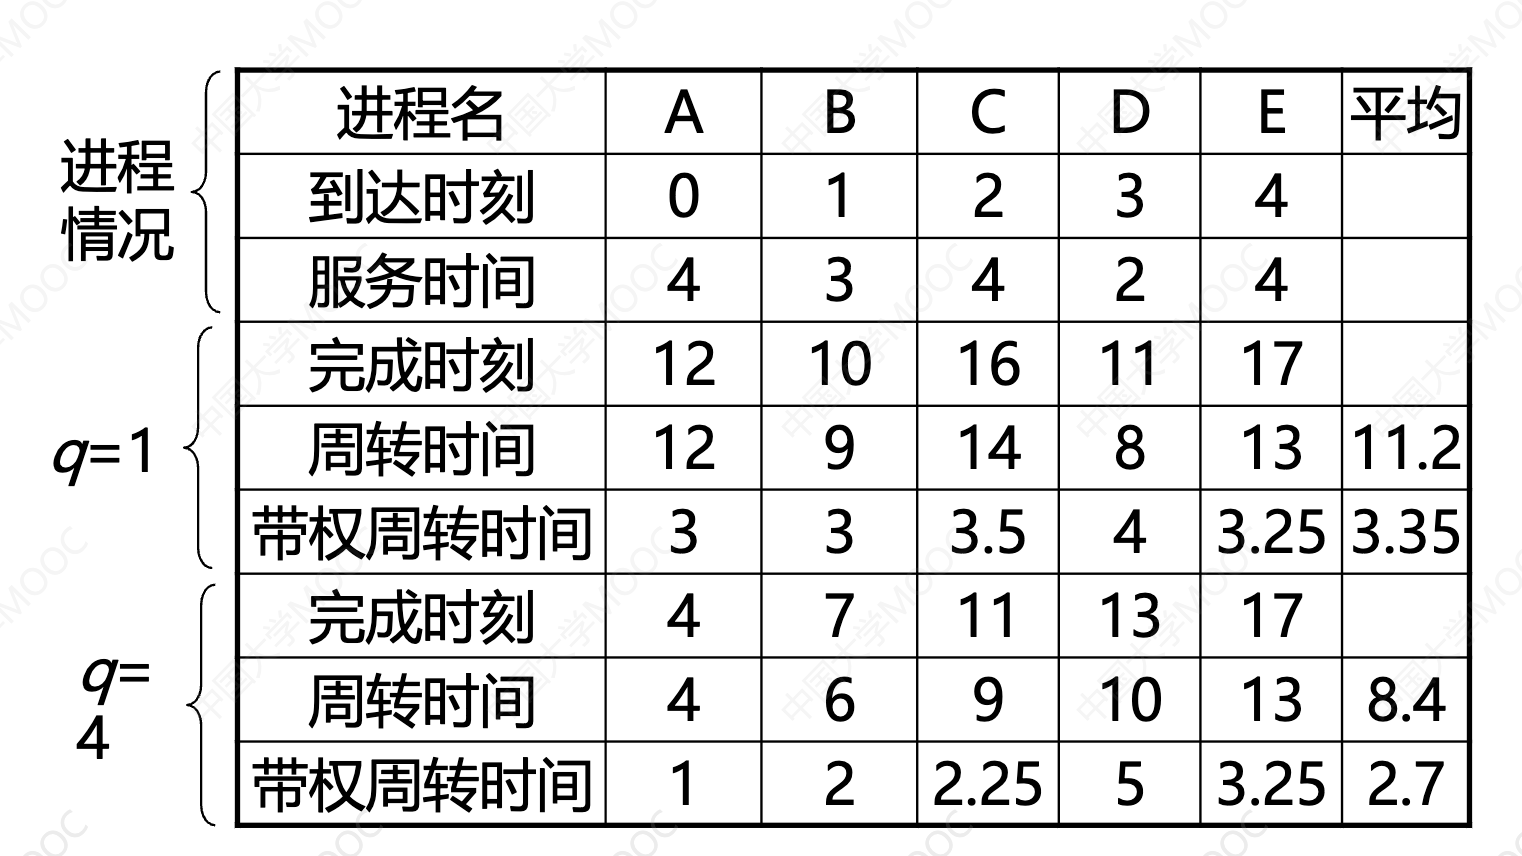 进程名 A B C D E 平均
进程
情况
到达时刻 0 1 2 3 4
服务时间 4 3 4 2 4
完成时刻 12 10 16 11 17
q=1
周转时间 12 9 14 8 13 11.2
带权周转时间 3 3 3.5 4 3.25 3.35
完成时刻 4 7 11 13 17
q=
4
周转时间 4 6 9 10 13 8.4
带权周转时间 1 2 2.25 5 3.25 2.7
中国大学MOOC